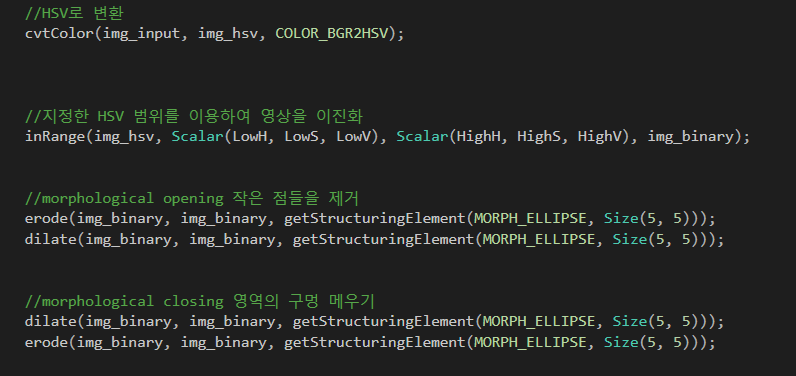 //HSV로 변환
cvtColor(img_input, img_hsv, COLOR_BGR2HSV);
//지정한 HSV 범위를 이용하여 영상을 이진화
inRange(img_hsv, Scalar(LowH, LowS, LowV), Scalar(HighH, HighS, HighV), img_binary);
//morphological opening 작은 점들을 제거
erode(img_binary, img_binary, getStructuringElement(MORPH_ELLIPSE, Size(5, 5)));
dilate(img_binary, img_binary, getStructuringElement(MORPH_ELLIPSE, Size(5, 5)));
//morphological closing 영역의 구멍 메우기
dilate(img_binary, img_binary, getStructuringElement(MORPH_ELLIPSE, Size(5, 5)));
erode(img_binary, img_binary, getStructuringElement(MORPH_ELLIPSE, Size(5, 5)));